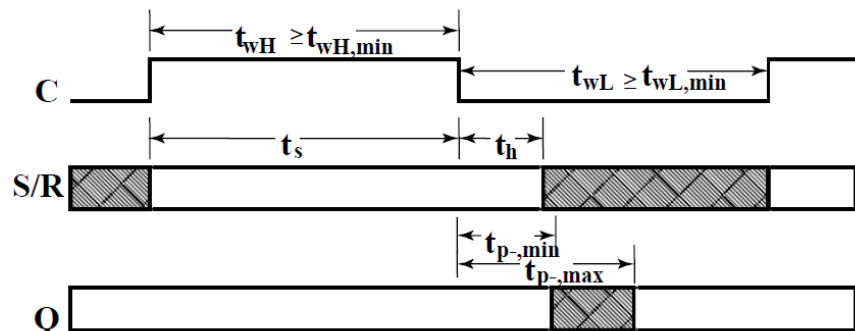 t_wH ≥ t_wH,min
C
t_wL ≥ t_wL,min
t_s
t_h
S/R
t_p-,min
t_p-,max
Q